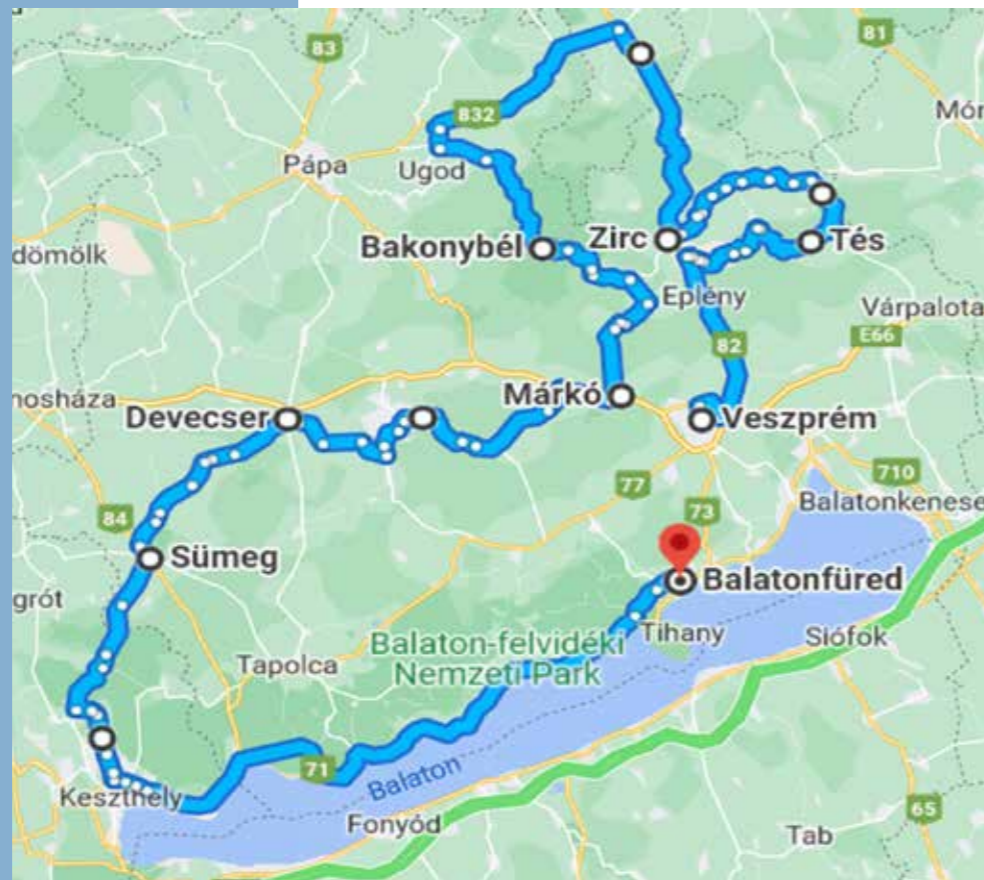 83
81
Mór
832
Pápa
Ugod
Bakonybél
Zirc
Tés
dömölk
Eplény
Várpalota
E66
82
Márkó
nosháza
Devecser
Veszprém
77
710
73
Balatonkenese
84
Sümeg
Balatonfüred
grót
Tihany
Siófok
Balaton-felvidéki
Nemzeti Park
Tapolca
71
Balaton
Keszthely
Fonyód
65
Tab